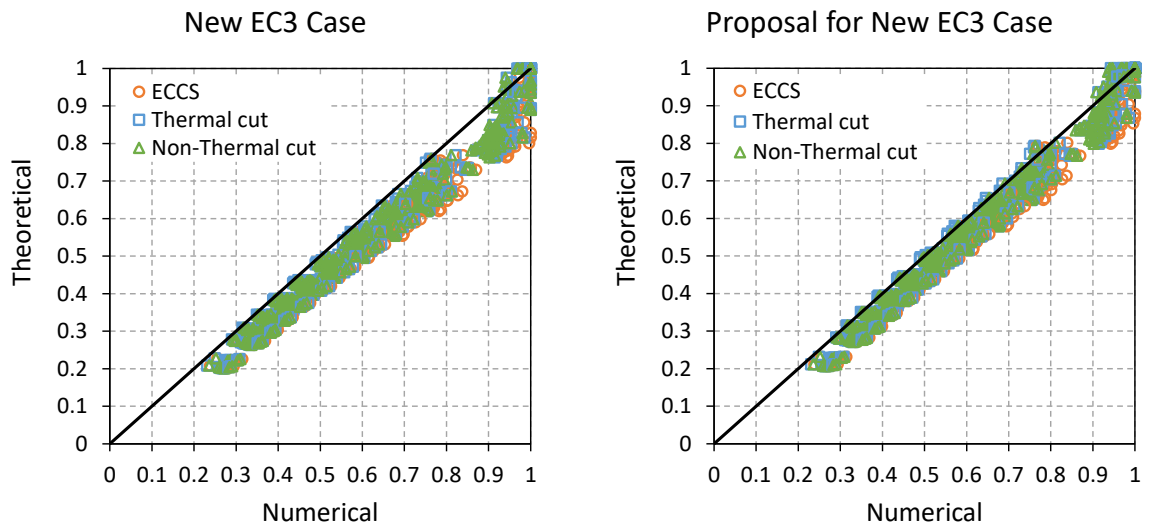 New EC3 Case
1
0.9
0.8
0.7
0.6
0.5
0.4
0.3
0.2
0.1
0
Theoretical
ECCS
Thermal cut
Non-Thermal cut
0 0.1 0.2 0.3 0.4 0.5 0.6 0.7 0.8 0.9 1
Numerical
Proposal for New EC3 Case
1
0.9
0.8
0.7
0.6
0.5
0.4
0.3
0.2
0.1
0
Theoretical
ECCS
Thermal cut
Non-Thermal cut
0 0.1 0.2 0.3 0.4 0.5 0.6 0.7 0.8 0.9 1
Numerical